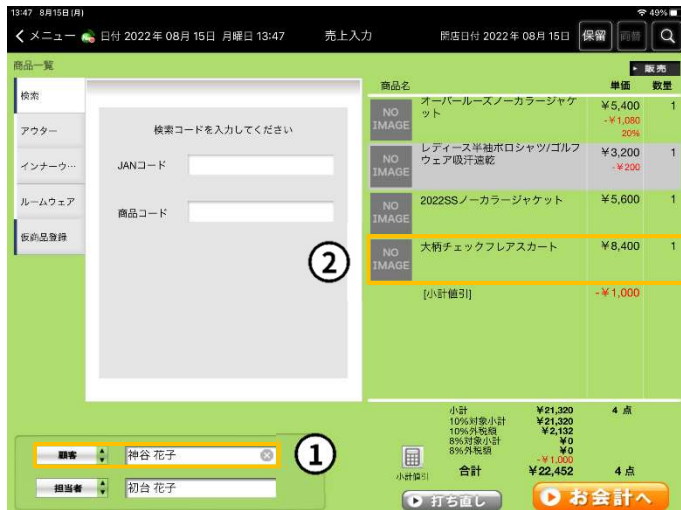 13:47 8月15日(月)
49%
メニュー 日付 2022年 08月 15日 月曜日 13:47 売上入力 開店日付 2022年 08月 15日 保留 両替
商品一覧
販売
商品名 単価 数量
検索
アウター
インナーウ…
ルームウェア
仮商品登録
検索コードを入力してください
JANコード
商品コード
②
NO IMAGE
オーバールーズノーカラージャケット
¥5,400 1
-¥1,080
20%
NO IMAGE
レディース半袖ポロシャツ/ゴルフウェア吸汗速乾
¥3,200 1
-¥200
NO IMAGE
2022SSノーカラージャケット ¥5,600 1
NO IMAGE
大柄チェックフレアスカート ¥8,400 1
[小計値引] -¥1,000
小計 ¥21,320 4 点
10%対象小計 ¥21,320
10%外税額 ¥2,132
8%対象小計 ¥0
8%外税額 ¥0
-¥1,000
合計 ¥22,452 4 点
小計値引
顧客 神谷 花子
①
担当者 初台 花子
打ち直し
お会計へ